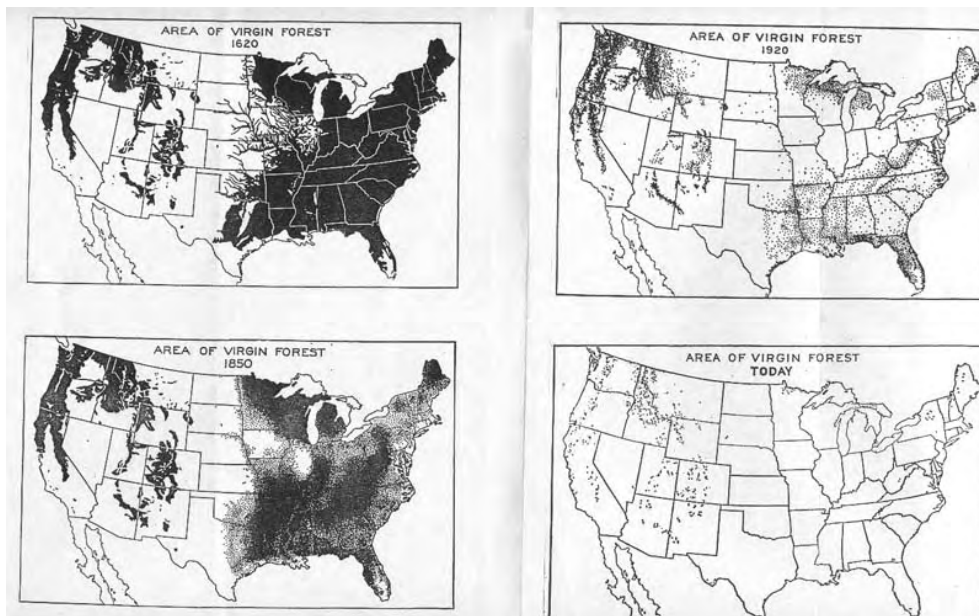 AREA OF VIRGIN FOREST
1620
AREA OF VIRGIN FOREST
1920
AREA OF VIRGIN FOREST
1850
AREA OF VIRGIN FOREST
TODAY